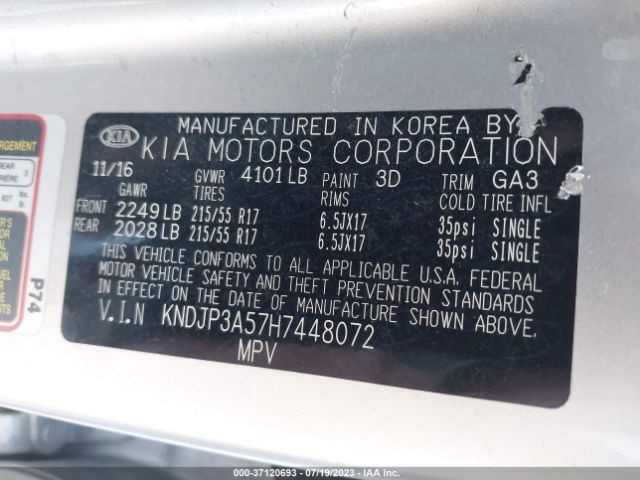 MANUFACTURED IN KOREA BY
KIA KIA MOTORS CORPORATION
11/16 GVWR 4101 LB PAINT 3D TRIM GA3
GAWR TIRES RIMS COLD TIRE INFL
FRONT 2249 LB 215/55 R17 6.5JX17 35psi SINGLE
REAR 2028 LB 215/55 R17 6.5JX17 35psi SINGLE
THIS VEHICLE CONFORMS TO ALL APPLICABLE U.S.A. FEDERAL
MOTOR VEHICLE SAFETY AND THEFT PREVENTION STANDARDS
IN EFFECT ON THE DATE OF MANUFACTURE SHOWN ABOVE.
V.I.N KNDJP3A57H7448072
MPV
P74
000-37120693 - 07/19/2023 - IAAI.COM